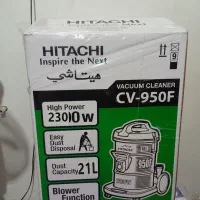 HITACHI
Inspire the Next
هيتاشي
VACUUM CLEANER
CV-950F
High Power
2300W
Easy
Dust
Disposal
Dust
Capacity 21L
Blower
Function
9